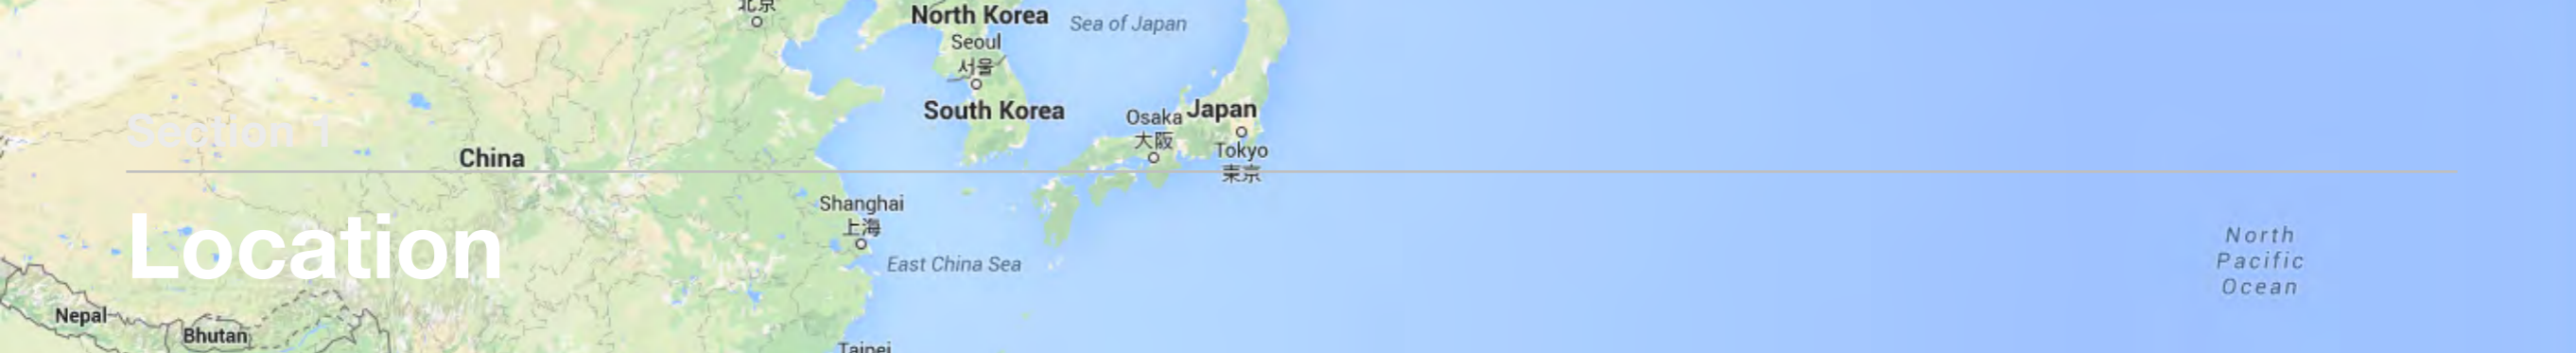 北京
North Korea
Sea of Japan
Seoul
서울
South Korea
Osaka
大阪
Japan
Tokyo
東京
Section 1
China
Location
Shanghai
上海
East China Sea
North
Pacific
Ocean
Nepal
Bhutan
Taipei